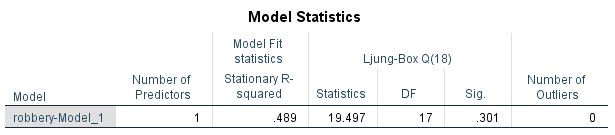 Model Statistics
Model Fit
statistics
Ljung-Box Q(18)
Model
Number of
Predictors
Stationary R-
squared
Statistics
DF
Sig.
Number of
Outliers
robbery-Model_1 1 .489 19.497 17 .301 0